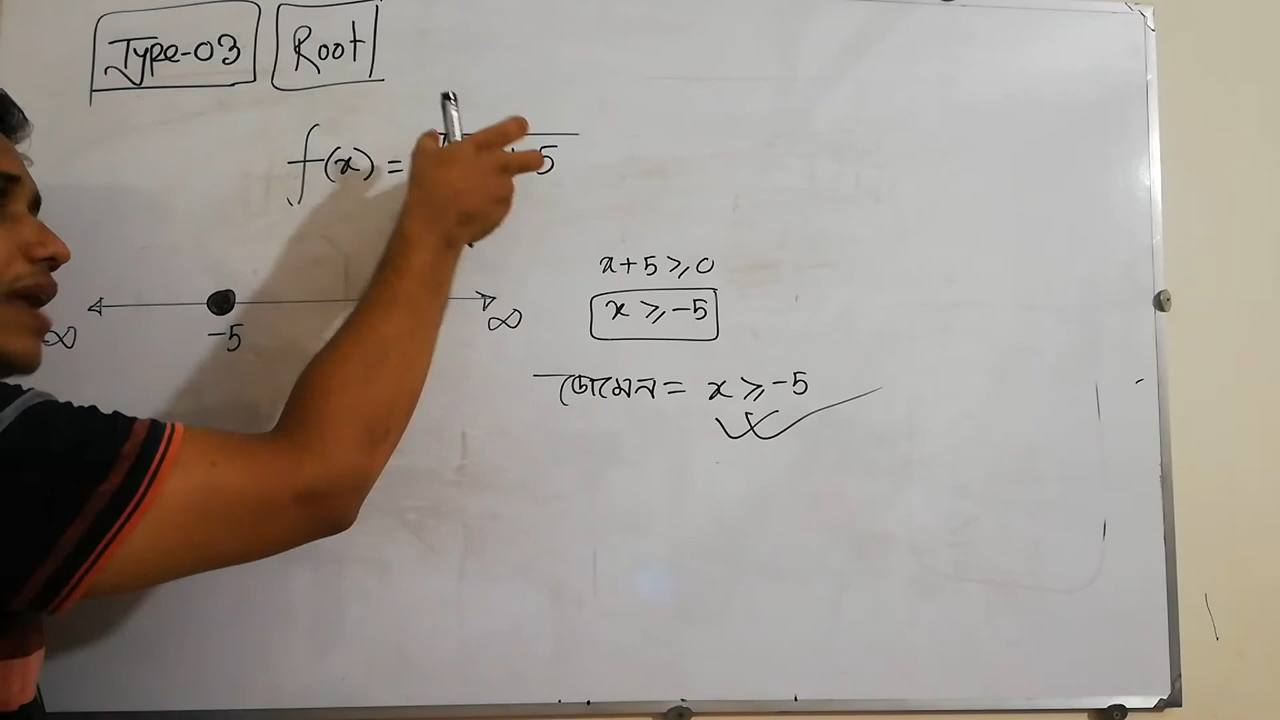 Type-03 Root
f(x) = + 5
x+5 ≥ 0
x ≥ -5
∞ -5 ∞
ডোমেন = x ≥ -5